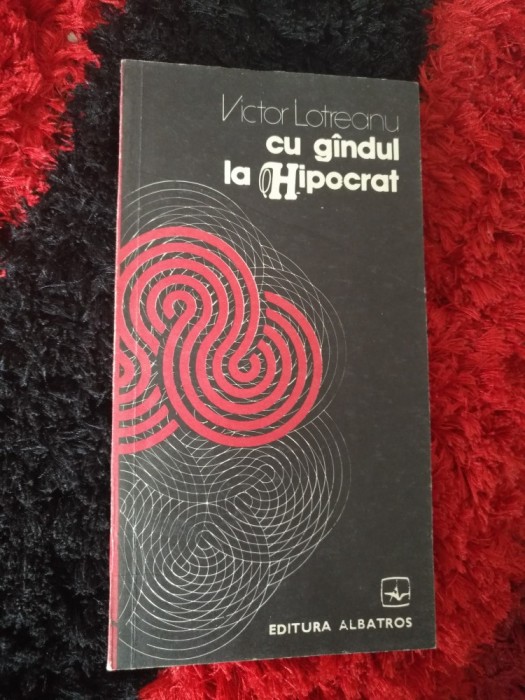 Victor Lotreanu
cu gîndul
la Hipocrat
EDITURA ALBATROS